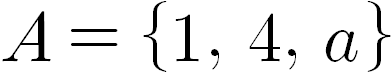 A = {1, 4, a}